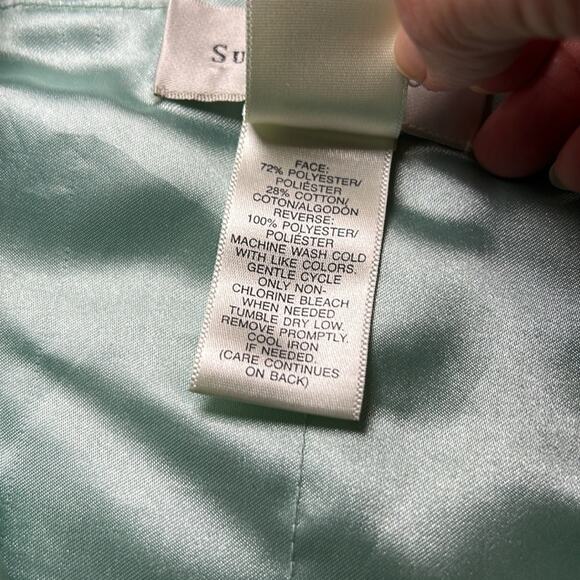 Su
FACE:
72% POLYESTER/
POLIÉSTER
28% COTTON/
COTON/ALGODÓN
REVERSE:
100% POLYESTER/
POLIÉSTER
MACHINE WASH COLD
WITH LIKE COLORS.
GENTLE CYCLE
ONLY NON-
CHLORINE BLEACH
WHEN NEEDED
TUMBLE DRY LOW.
REMOVE PROMPTLY.
COOL IRON
IF NEEDED.
(CARE CONTINUES
ON BACK)